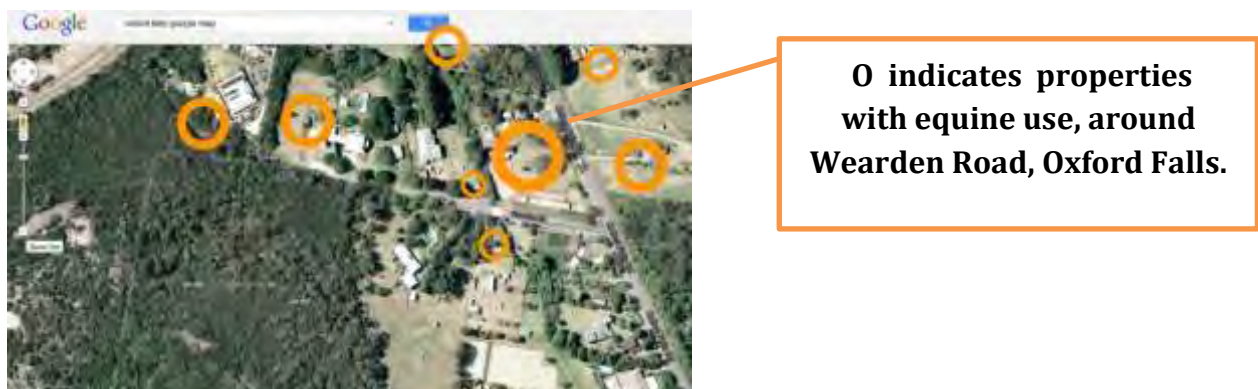 Google
O indicates properties
with equine use, around
Wearden Road, Oxford Falls.